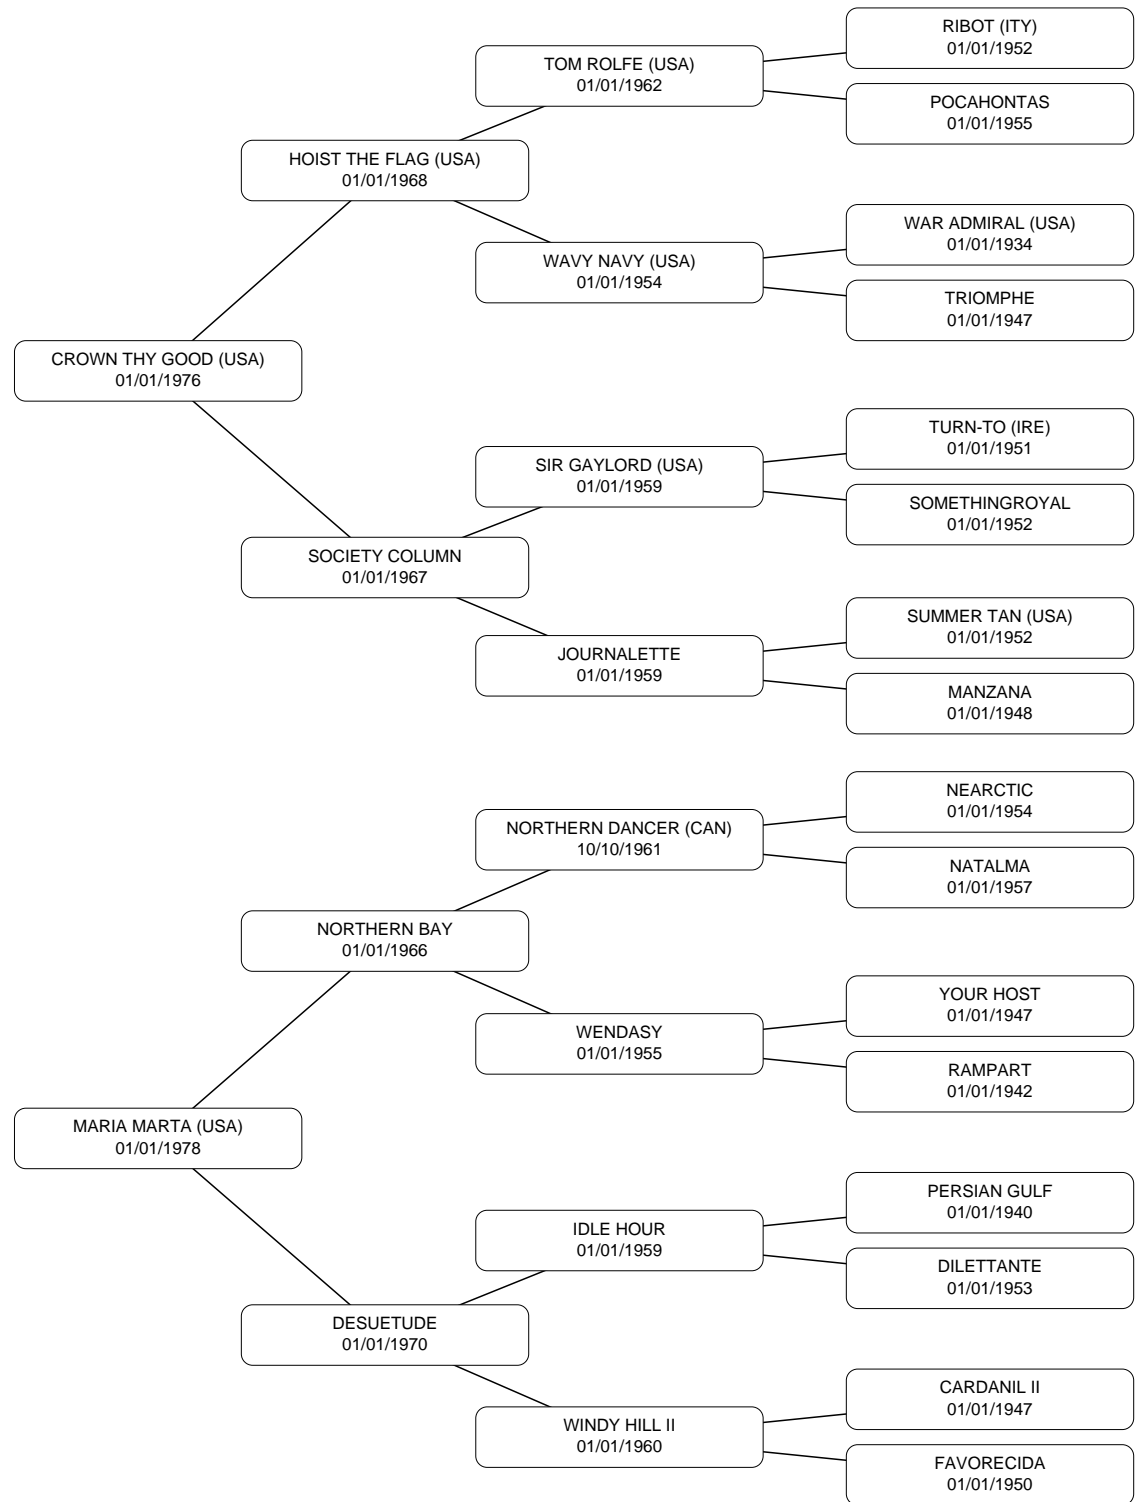 RIBOT (ITY)
01/01/1952
TOM ROLFE (USA)
01/01/1962
POCAHONTAS
01/01/1955
HOIST THE FLAG (USA)
01/01/1968
WAR ADMIRAL (USA)
01/01/1934
WAVY NAVY (USA)
01/01/1954
TRIOMPHE
01/01/1947
CROWN THY GOOD (USA)
01/01/1976
TURN-TO (IRE)
01/01/1951
SIR GAYLORD (USA)
01/01/1959
SOMETHINGROYAL
01/01/1952
SOCIETY COLUMN
01/01/1967
SUMMER TAN (USA)
01/01/1952
JOURNALETTE
01/01/1959
MANZANA
01/01/1948
NEARCTIC
01/01/1954
NORTHERN DANCER (CAN)
10/10/1961
NATALMA
01/01/1957
NORTHERN BAY
01/01/1966
YOUR HOST
01/01/1947
WENDASY
01/01/1955
RAMPART
01/01/1942
MARIA MARTA (USA)
01/01/1978
PERSIAN GULF
01/01/1940
IDLE HOUR
01/01/1959
DILETTANTE
01/01/1953
DESUETUDE
01/01/1970
CARDANIL II
01/01/1947
WINDY HILL II
01/01/1960
FAVORECIDA
01/01/1950